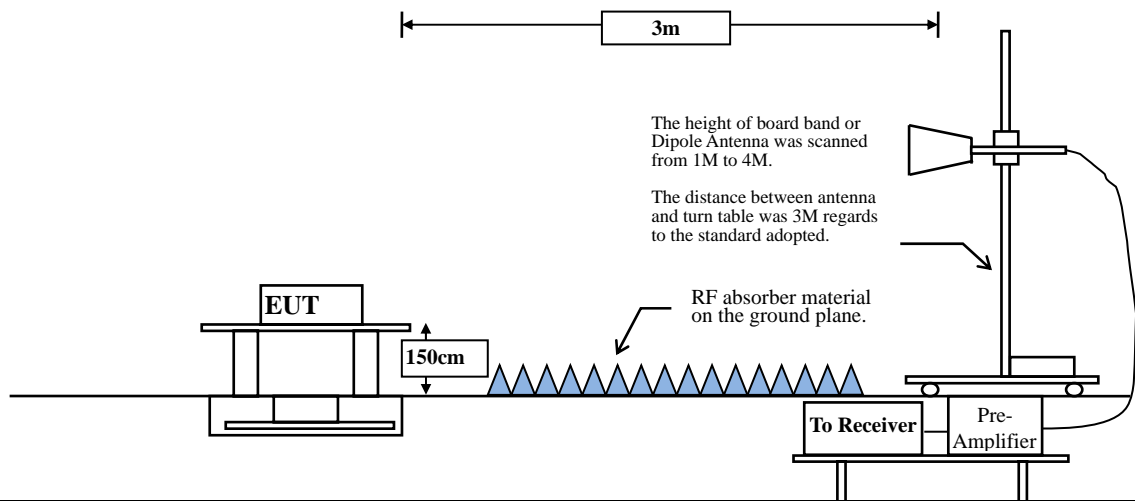 3m
The height of board band or
Dipole Antenna was scanned
from 1M to 4M.
The distance between antenna
and turn table was 3M regards
to the standard adopted.
EUT
RF absorber material
on the ground plane.
150cm
To Receiver
Pre-
Amplifier